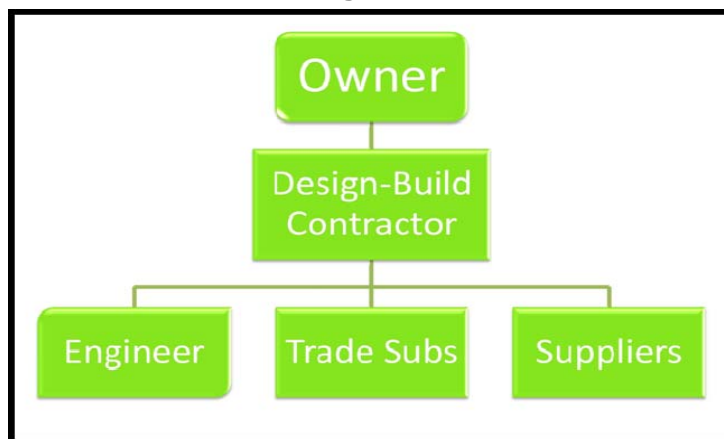 Owner
Design-Build
Contractor
Engineer
Trade Subs
Suppliers